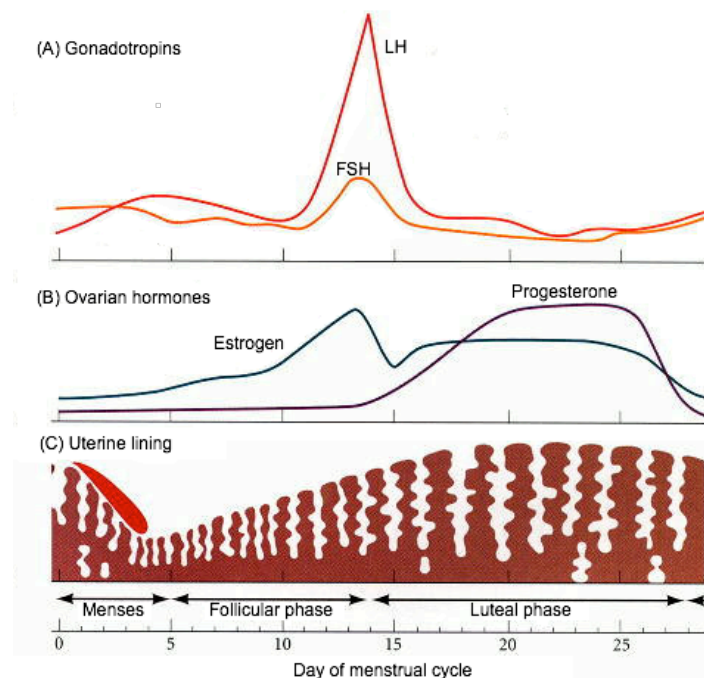 (A) Gonadotropins
LH
FSH
(B) Ovarian hormones
Progesterone
Estrogen
(C) Uterine lining
Menses
Follicular phase
Luteal phase
0 5 10 15 20 25
Day of menstrual cycle